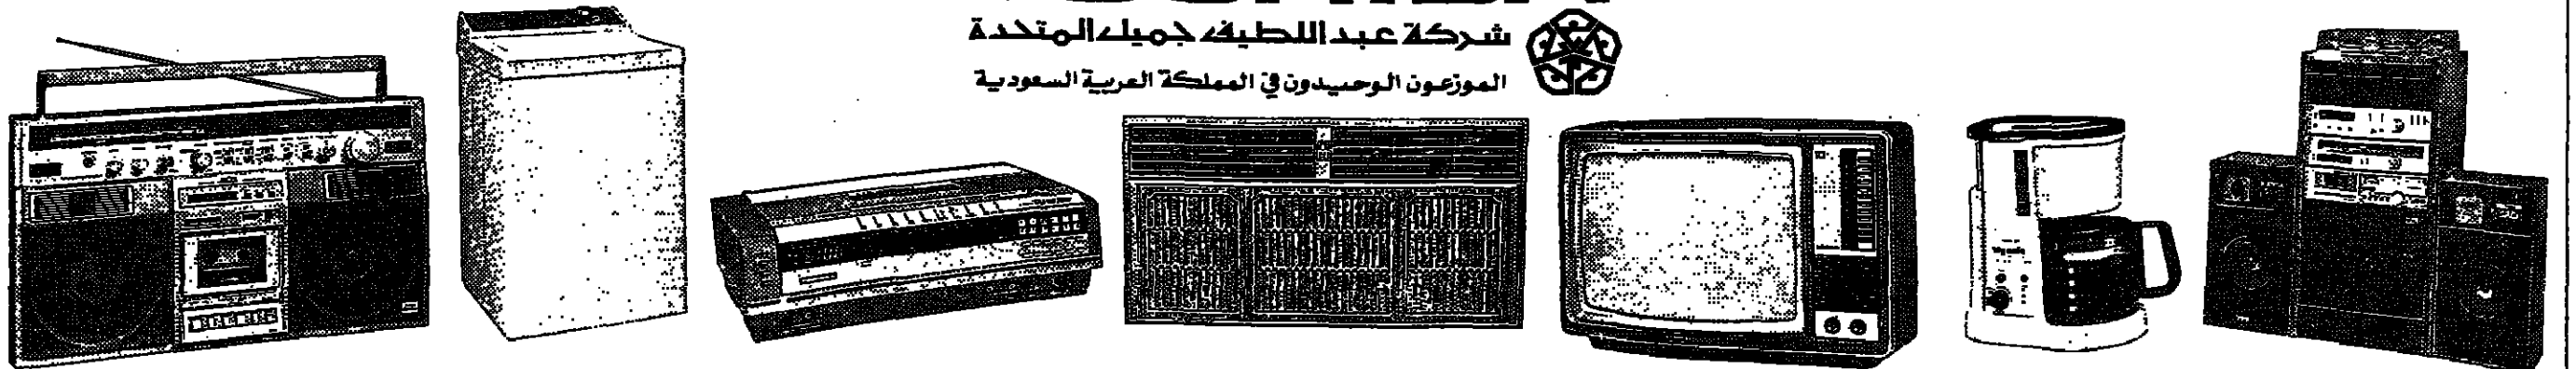 شركة عبد اللطيف جميل المتحدة
الموزعون الوحيدون في المملكة العربية السعودية